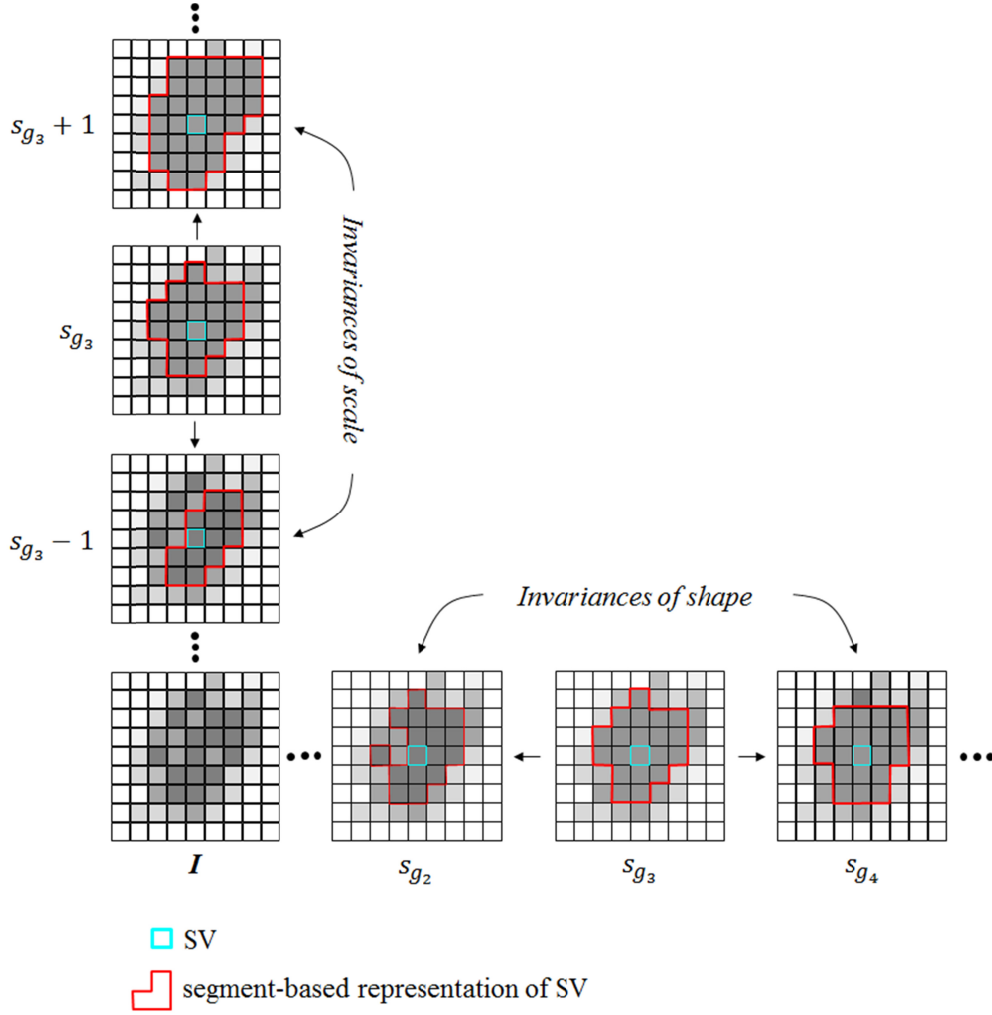 s_{g_3} + 1
Invariances of scale
s_{g_3}
s_{g_3} − 1
Invariances of shape
I
s_{g_2}
s_{g_3}
s_{g_4}
SV
segment-based representation of SV